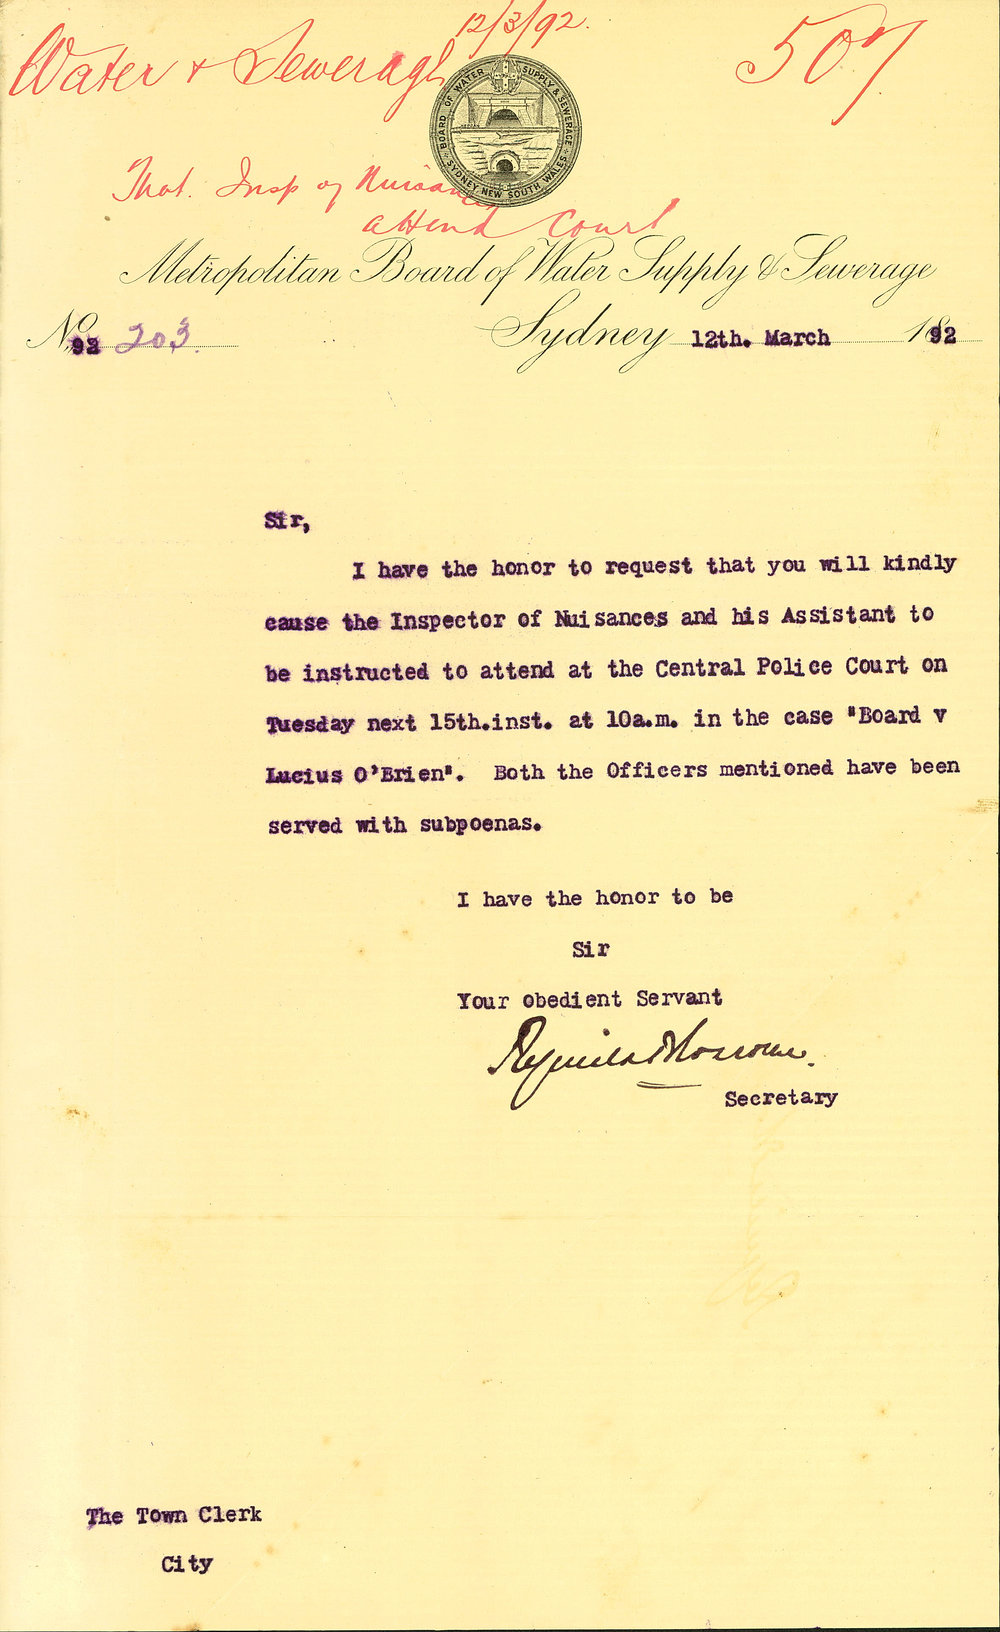 12/3/92.
Water & Sewerage
507
BOARD OF WATER SUPPLY & SEWERAGE
SYDNEY NEW SOUTH WALES
That. Insp of Nuisances
attend Court
Metropolitan Board of Water Supply & Sewerage
No. 92 203. Sydney 12th. March 1892
Sir,
I have the honor to request that you will kindly
cause the Inspector of Nuisances and his Assistant to
be instructed to attend at the Central Police Court on
Tuesday next 15th.inst. at 10a.m. in the case "Board v
Lucius O'Brien". Both the Officers mentioned have been
served with subpoenas.
I have the honor to be
Sir
Your Obedient Servant
Secretary
The Town Clerk
City